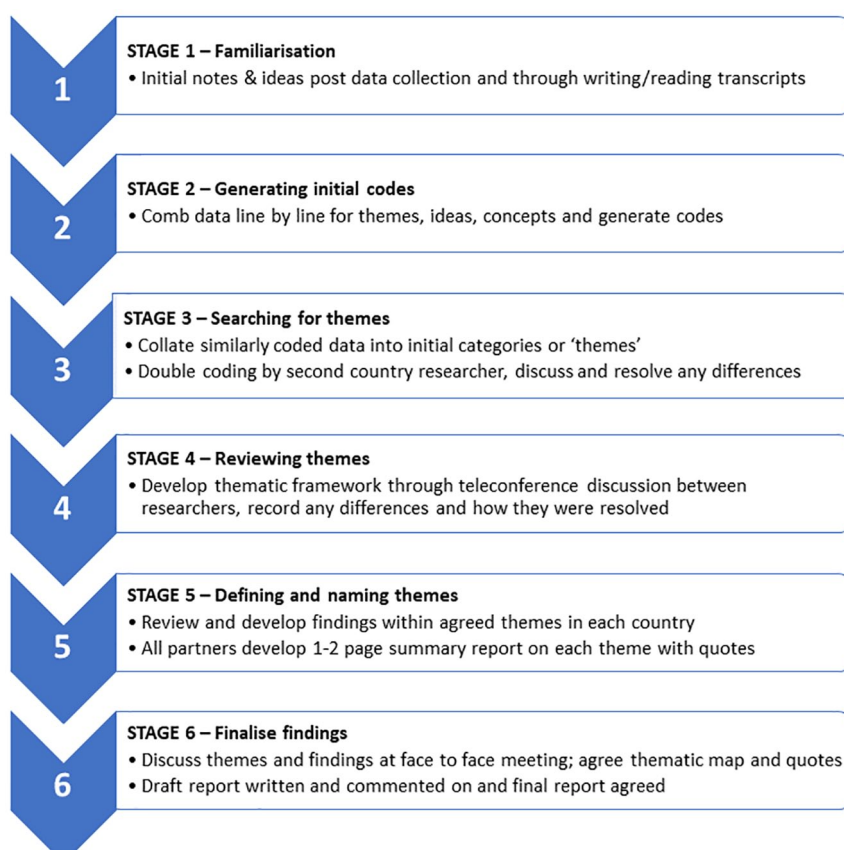 1
STAGE 1 – Familiarisation
• Initial notes & ideas post data collection and through writing/reading transcripts
2
STAGE 2 – Generating initial codes
• Comb data line by line for themes, ideas, concepts and generate codes
3
STAGE 3 – Searching for themes
• Collate similarly coded data into initial categories or ‘themes’
• Double coding by second country researcher, discuss and resolve any differences
4
STAGE 4 – Reviewing themes
• Develop thematic framework through teleconference discussion between
researchers, record any differences and how they were resolved
5
STAGE 5 – Defining and naming themes
• Review and develop findings within agreed themes in each country
• All partners develop 1-2 page summary report on each theme with quotes
6
STAGE 6 – Finalise findings
• Discuss themes and findings at face to face meeting; agree thematic map and quotes
• Draft report written and commented on and final report agreed